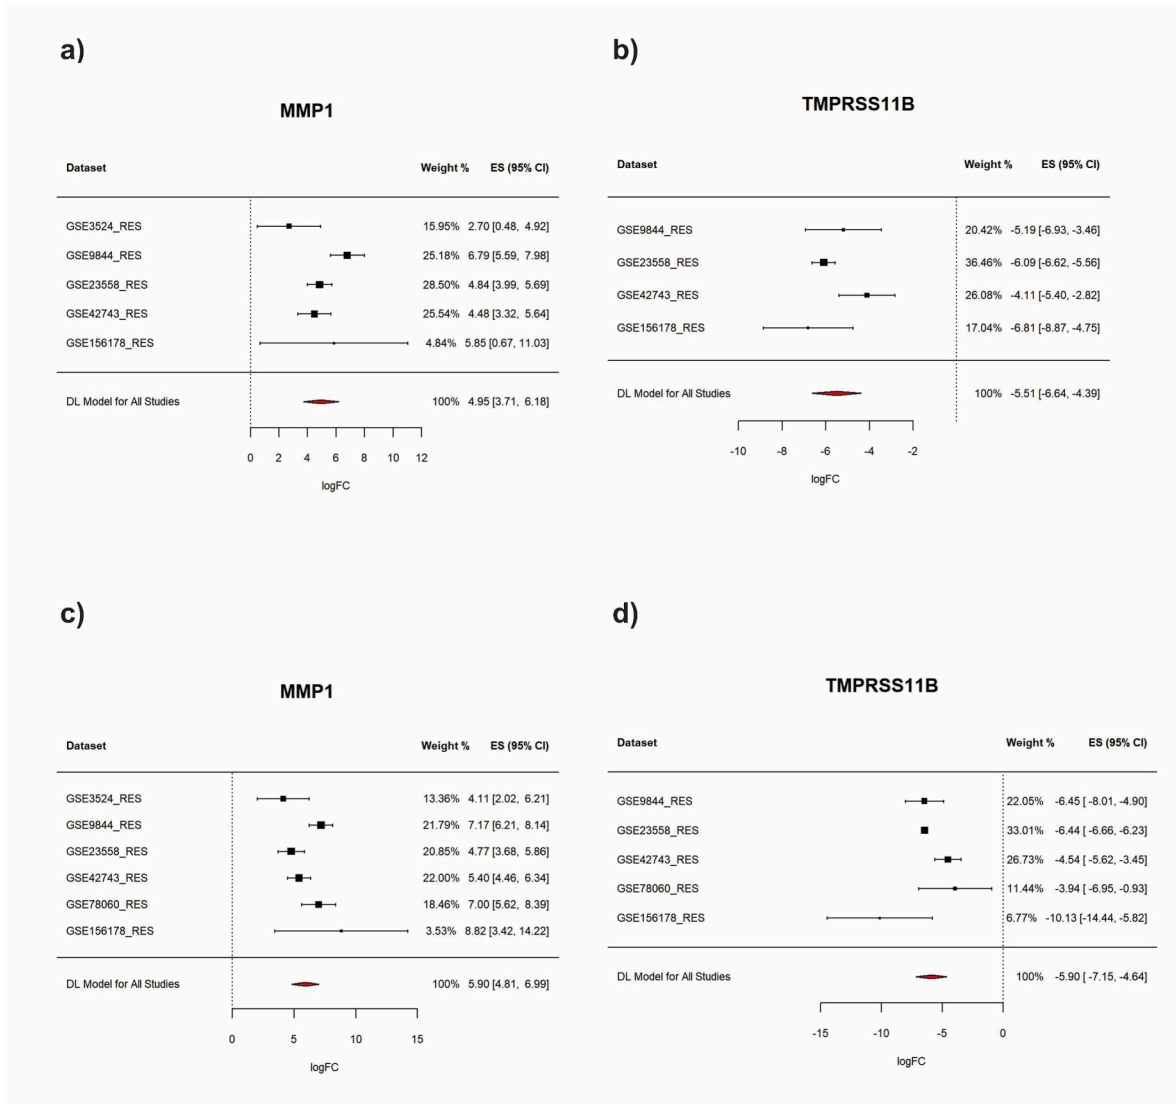 a)
MMP1
Dataset Weight % ES (95% CI)
GSE3524_RES 15.95% 2.70 [0.48, 4.92]
GSE9844_RES 25.18% 6.79 [5.59, 7.98]
GSE23558_RES 28.50% 4.84 [3.99, 5.69]
GSE42743_RES 25.54% 4.48 [3.32, 5.64]
GSE156178_RES 4.84% 5.85 [0.67, 11.03]
DL Model for All Studies 100% 4.95 [3.71, 6.18]
0 2 4 6 8 10 12
logFC
b)
TMPRSS11B
Dataset Weight % ES (95% CI)
GSE9844_RES 20.42% -5.19 [-6.93, -3.46]
GSE23558_RES 36.46% -6.09 [-6.62, -5.56]
GSE42743_RES 26.08% -4.11 [-5.40, -2.82]
GSE156178_RES 17.04% -6.81 [-8.87, -4.75]
DL Model for All Studies 100% -5.51 [-6.64, -4.39]
-10 -8 -6 -4 -2
logFC
c)
MMP1
Dataset Weight % ES (95% CI)
GSE3524_RES 13.36% 4.11 [2.02, 6.21]
GSE9844_RES 21.79% 7.17 [6.21, 8.14]
GSE23558_RES 20.85% 4.77 [3.68, 5.86]
GSE42743_RES 22.00% 5.40 [4.46, 6.34]
GSE78060_RES 18.46% 7.00 [5.62, 8.39]
GSE156178_RES 3.53% 8.82 [3.42, 14.22]
DL Model for All Studies 100% 5.90 [4.81, 6.99]
0 5 10 15
logFC
d)
TMPRSS11B
Dataset Weight % ES (95% CI)
GSE9844_RES 22.05% -6.45 [ -8.01, -4.90]
GSE23558_RES 33.01% -6.44 [ -6.66, -6.23]
GSE42743_RES 26.73% -4.54 [ -5.62, -3.45]
GSE78060_RES 11.44% -3.94 [ -6.95, -0.93]
GSE156178_RES 6.77% -10.13 [-14.44, -5.82]
DL Model for All Studies 100% -5.90 [ -7.15, -4.64]
-15 -10 -5 0
logFC